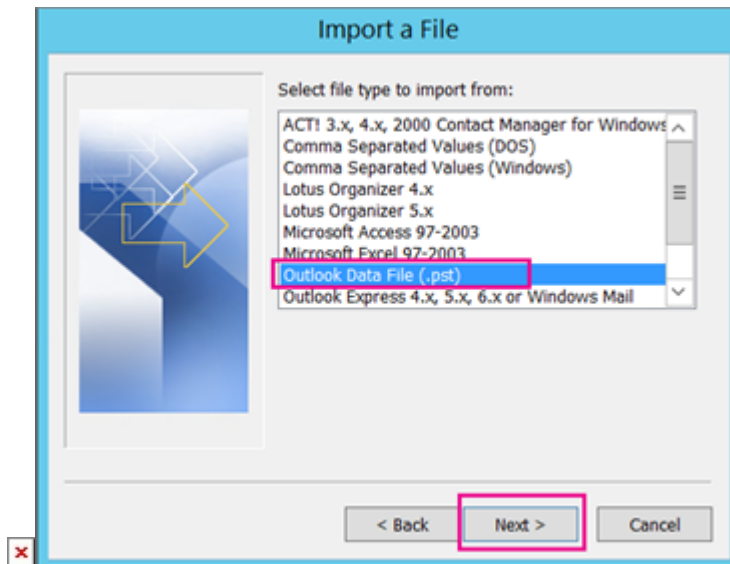 Import a File
Select file type to import from:
ACT! 3.x, 4.x, 2000 Contact Manager for Windows
Comma Separated Values (DOS)
Comma Separated Values (Windows)
Lotus Organizer 4.x
Lotus Organizer 5.x
Microsoft Access 97-2003
Microsoft Excel 97-2003
Outlook Data File (.pst)
Outlook Express 4.x, 5.x, 6.x or Windows Mail
< Back Next > Cancel